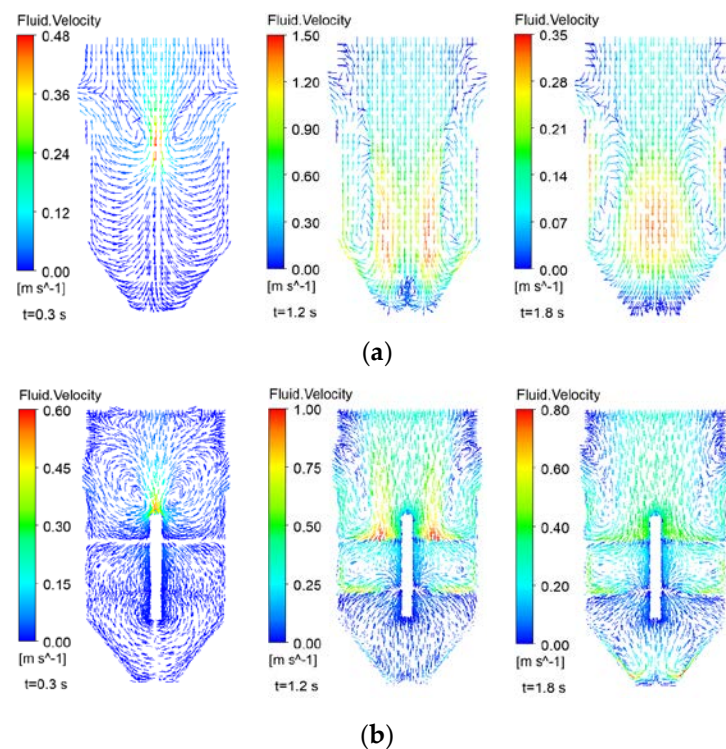 Fluid.Velocity
0.48
0.36
0.24
0.12
0.00
[m s^-1]
t=0.3 s
Fluid.Velocity
1.50
0.90
0.60
0.30
0.00
[m s^-1]
t=1.2 s
Fluid.Velocity
0.35
0.28
0.21
0.14
0.07
0.00
[m s^-1]
t=1.8 s
(a)
Fluid.Velocity
0.60
0.45
0.30
0.15
0.00
[m s^-1]
t=0.3 s
Fluid.Velocity
1.00
0.75
0.50
0.25
0.00
[m s^-1]
t=1.2 s
Fluid.Velocity
0.80
0.60
0.40
0.20
0.00
[m s^-1]
t=1.8 s
(b)